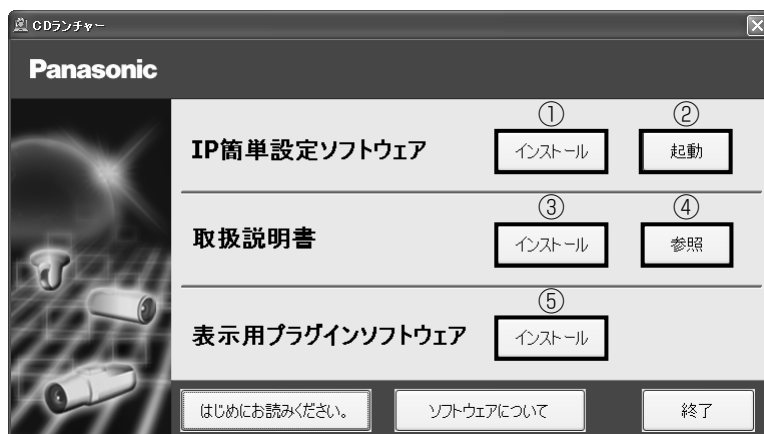 CDランチャー
Panasonic
① ②
IP簡単設定ソフトウェア インストール 起動
③ ④
取扱説明書 インストール 参照
⑤
表示用プラグインソフトウェア インストール
はじめにお読みください。 ソフトウェアについて 終了